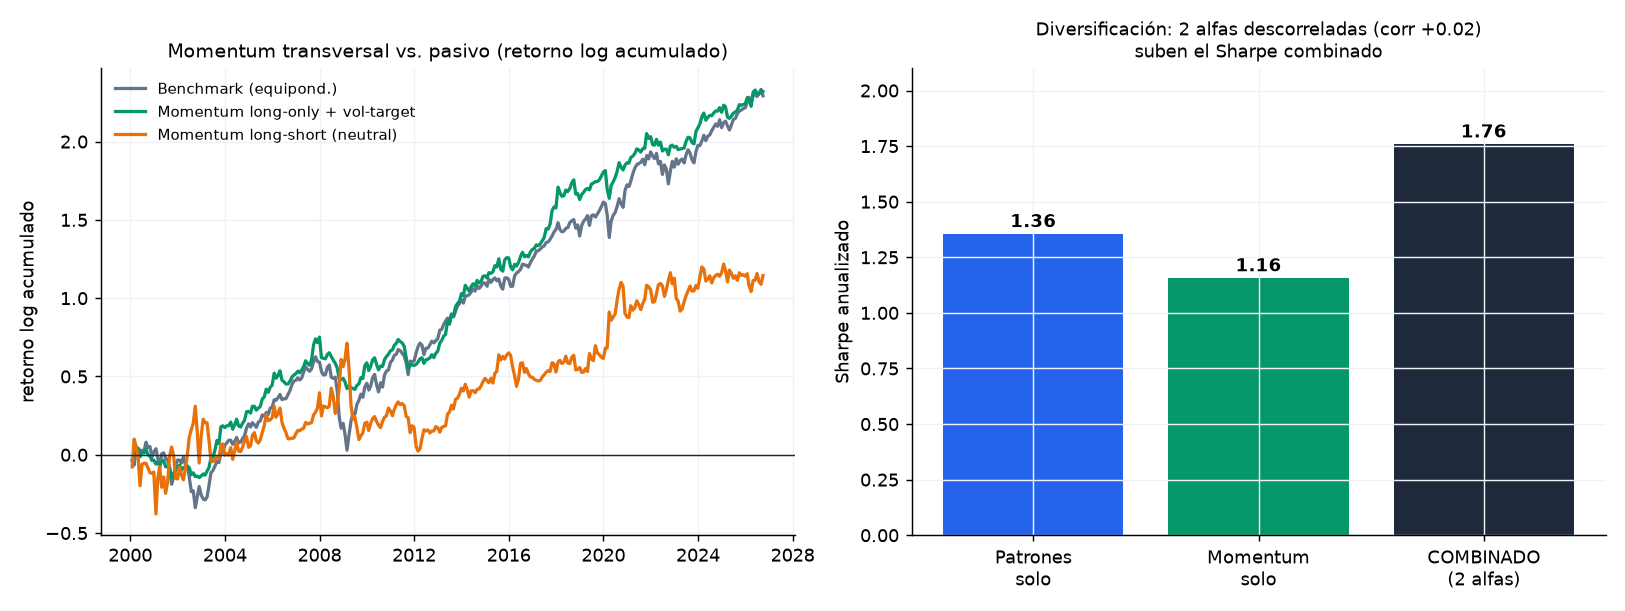 Momentum transversal vs. pasivo (retorno log acumulado)
Benchmark (equipond.)
Momentum long-only + vol-target
Momentum long-short (neutral)
retorno log acumulado
2.0
1.5
1.0
0.5
0.0
−0.5
2000
2004
2008
2012
2016
2020
2024
2028
Diversificación: 2 alfas descorreladas (corr +0.02)
suben el Sharpe combinado
Sharpe anualizado
2.00
1.75
1.50
1.25
1.00
0.75
0.50
0.25
0.00
1.36
1.16
1.76
Patrones
solo
Momentum
solo
COMBINADO
(2 alfas)